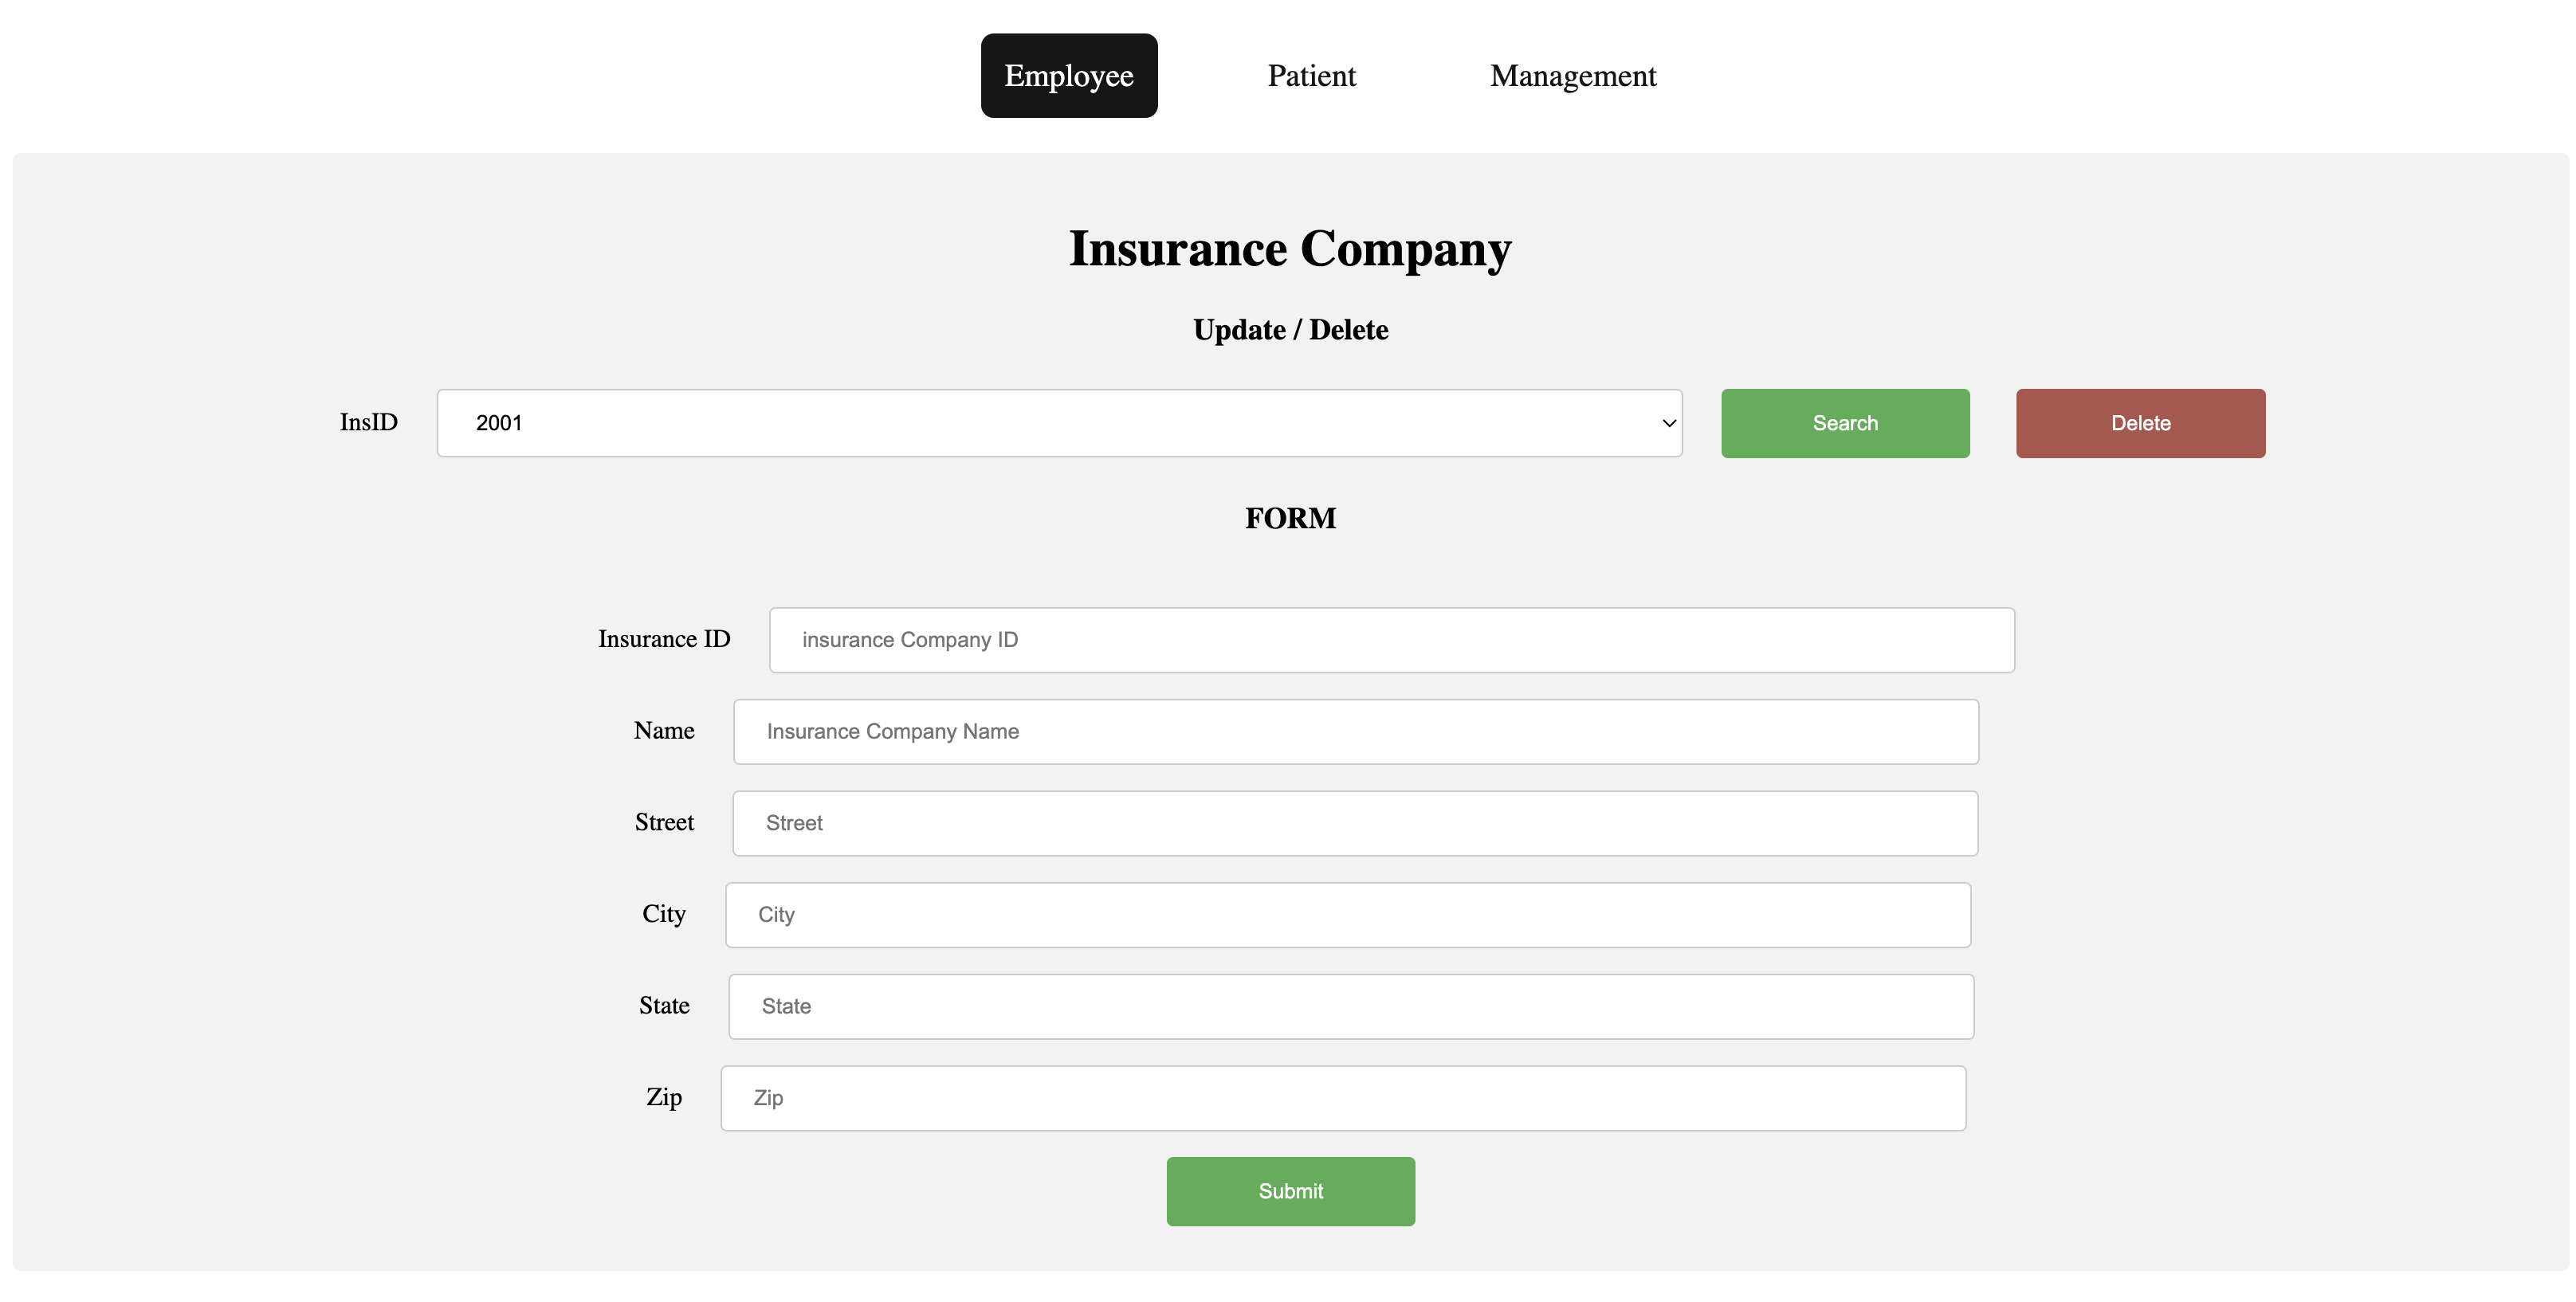 Employee Patient Management
Insurance Company
Update / Delete
InsID 2001 Search Delete
FORM
Insurance ID insurance Company ID
Name Insurance Company Name
Street Street
City City
State State
Zip Zip
Submit